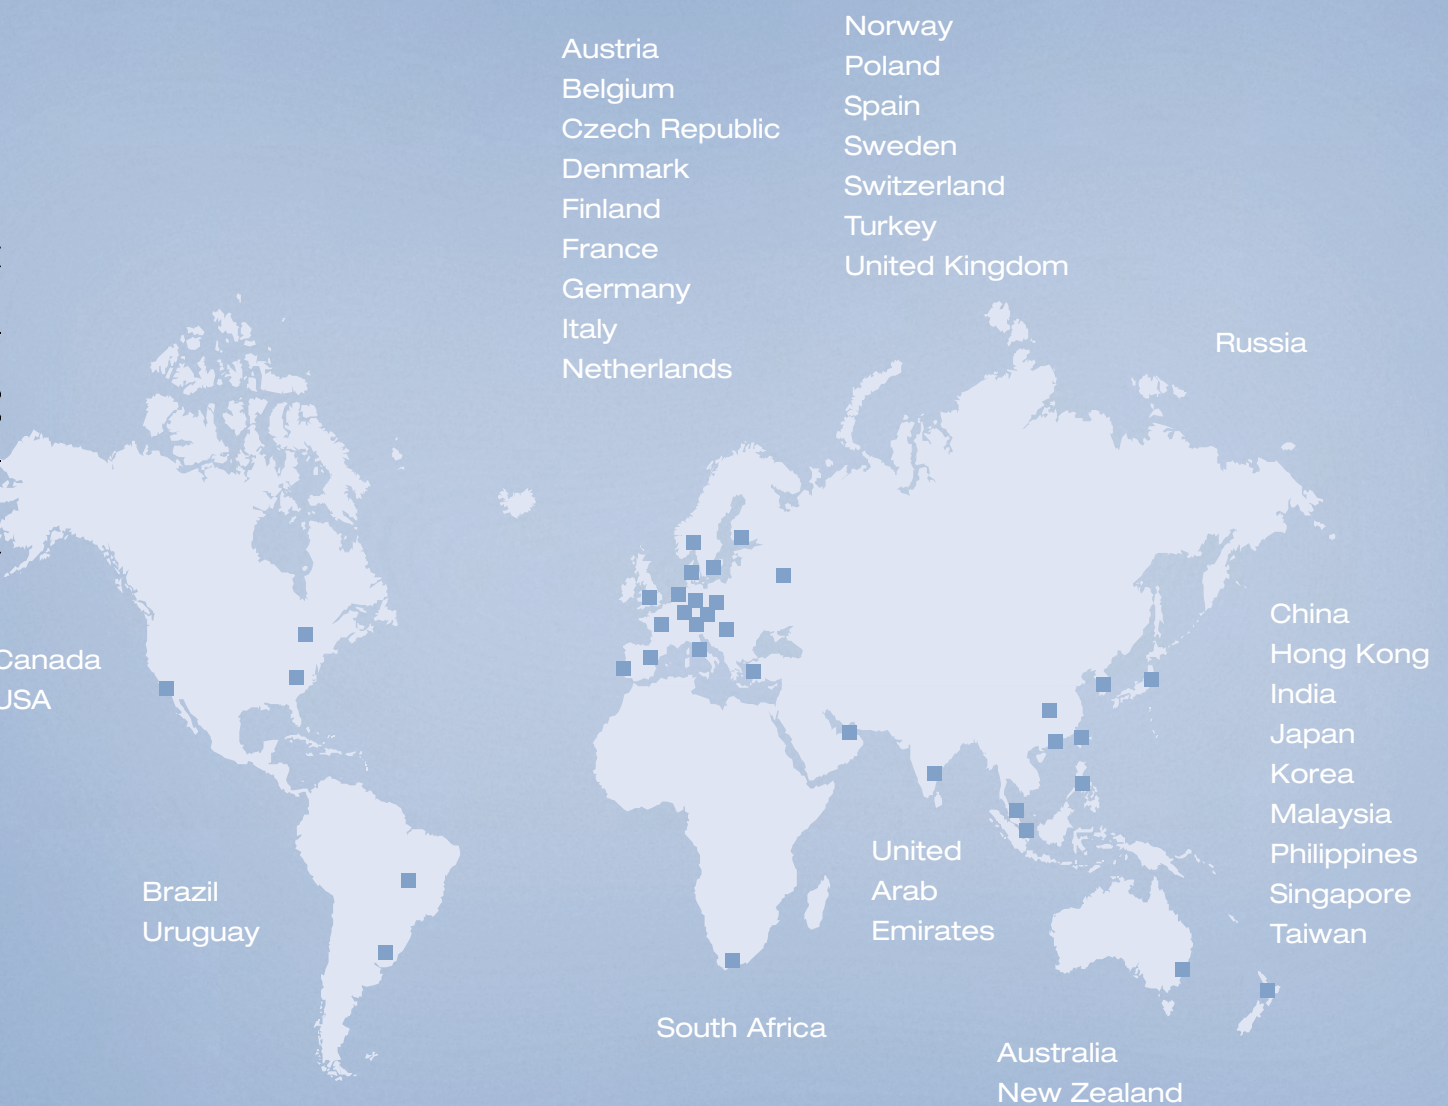 Austria
Belgium
Czech Republic
Denmark
Finland
France
Germany
Italy
Netherlands
Norway
Poland
Spain
Sweden
Switzerland
Turkey
United Kingdom
Russia
Canada
USA
China
Hong Kong
India
Japan
Korea
Malaysia
Philippines
Singapore
Taiwan
Brazil
Uruguay
United
Arab
Emirates
South Africa
Australia
New Zealand